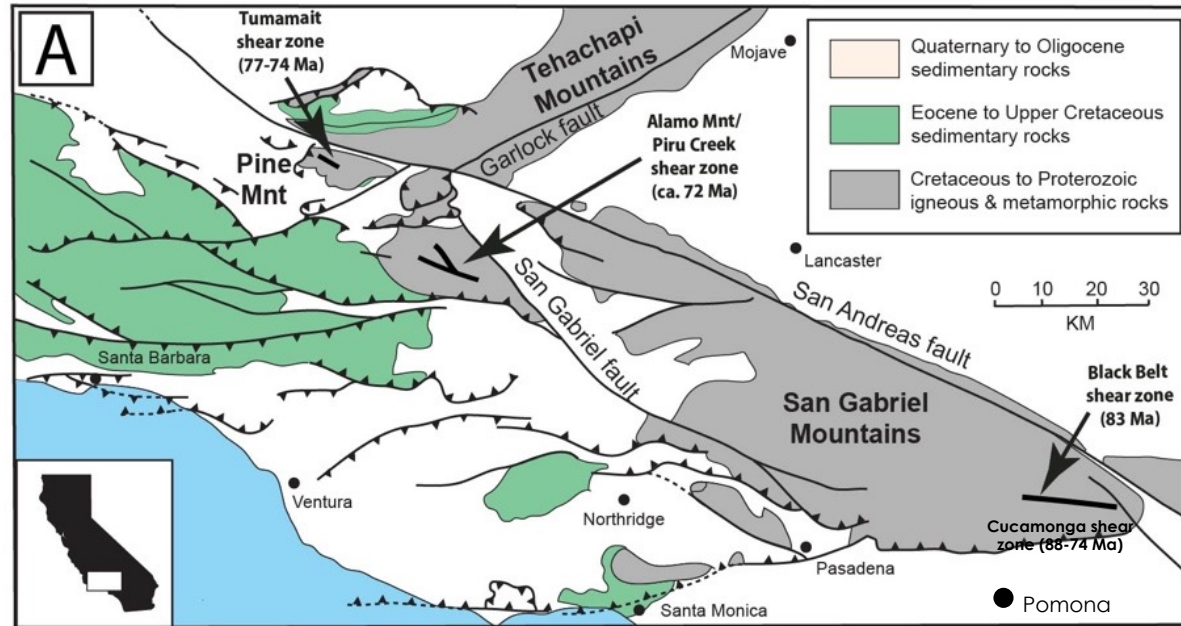 A
Tumamait
shear zone
(77-74 Ma)
Tehachapi
Mountains
Mojave
Quaternary to Oligocene
sedimentary rocks
Eocene to Upper Cretaceous
sedimentary rocks
Cretaceous to Proterozoic
igneous & metamorphic rocks
Alamo Mnt/
Piru Creek
shear zone
(ca. 72 Ma)
Garlock fault
Pine
Mnt
Lancaster
0 10 20 30
KM
San Andreas fault
San Gabriel fault
Santa Barbara
Black Belt
shear zone
(83 Ma)
San Gabriel
Mountains
Ventura
Northridge
Cucamonga shear
zone (88-74 Ma)
Pasadena
Santa Monica
Pomona